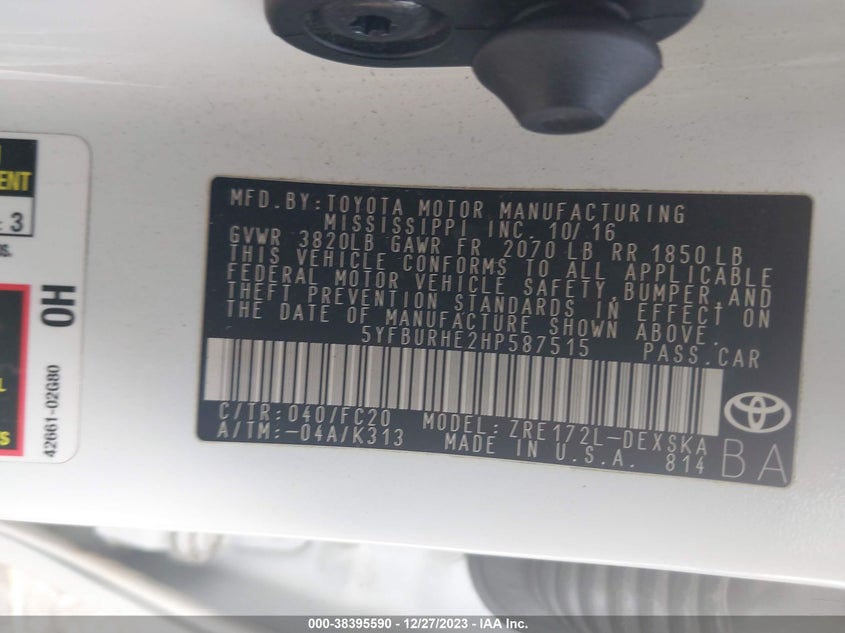 MFD.BY:TOYOTA MOTOR MANUFACTURING
MISSISSIPPI INC. 10/16
GVWR 3820LB GAWR FR 2070 LB RR 1850LB
THIS VEHICLE CONFORMS TO ALL APPLICABLE
FEDERAL MOTOR VEHICLE SAFETY,BUMPER,AND
THEFT PREVENTION STANDARDS IN EFFECT ON
THE DATE OF MANUFACTURE SHOWN ABOVE.
5YFBURHE2HP587515 PASS.CAR
C/TR:040/FC20 MODEL:ZRE172L-DEXSKA
A/TM:-04A/K313 MADE IN U.S.A. 814
BA
3
OH
42661-02G80
000-38395590 - 12/27/2023 - IAA Inc.